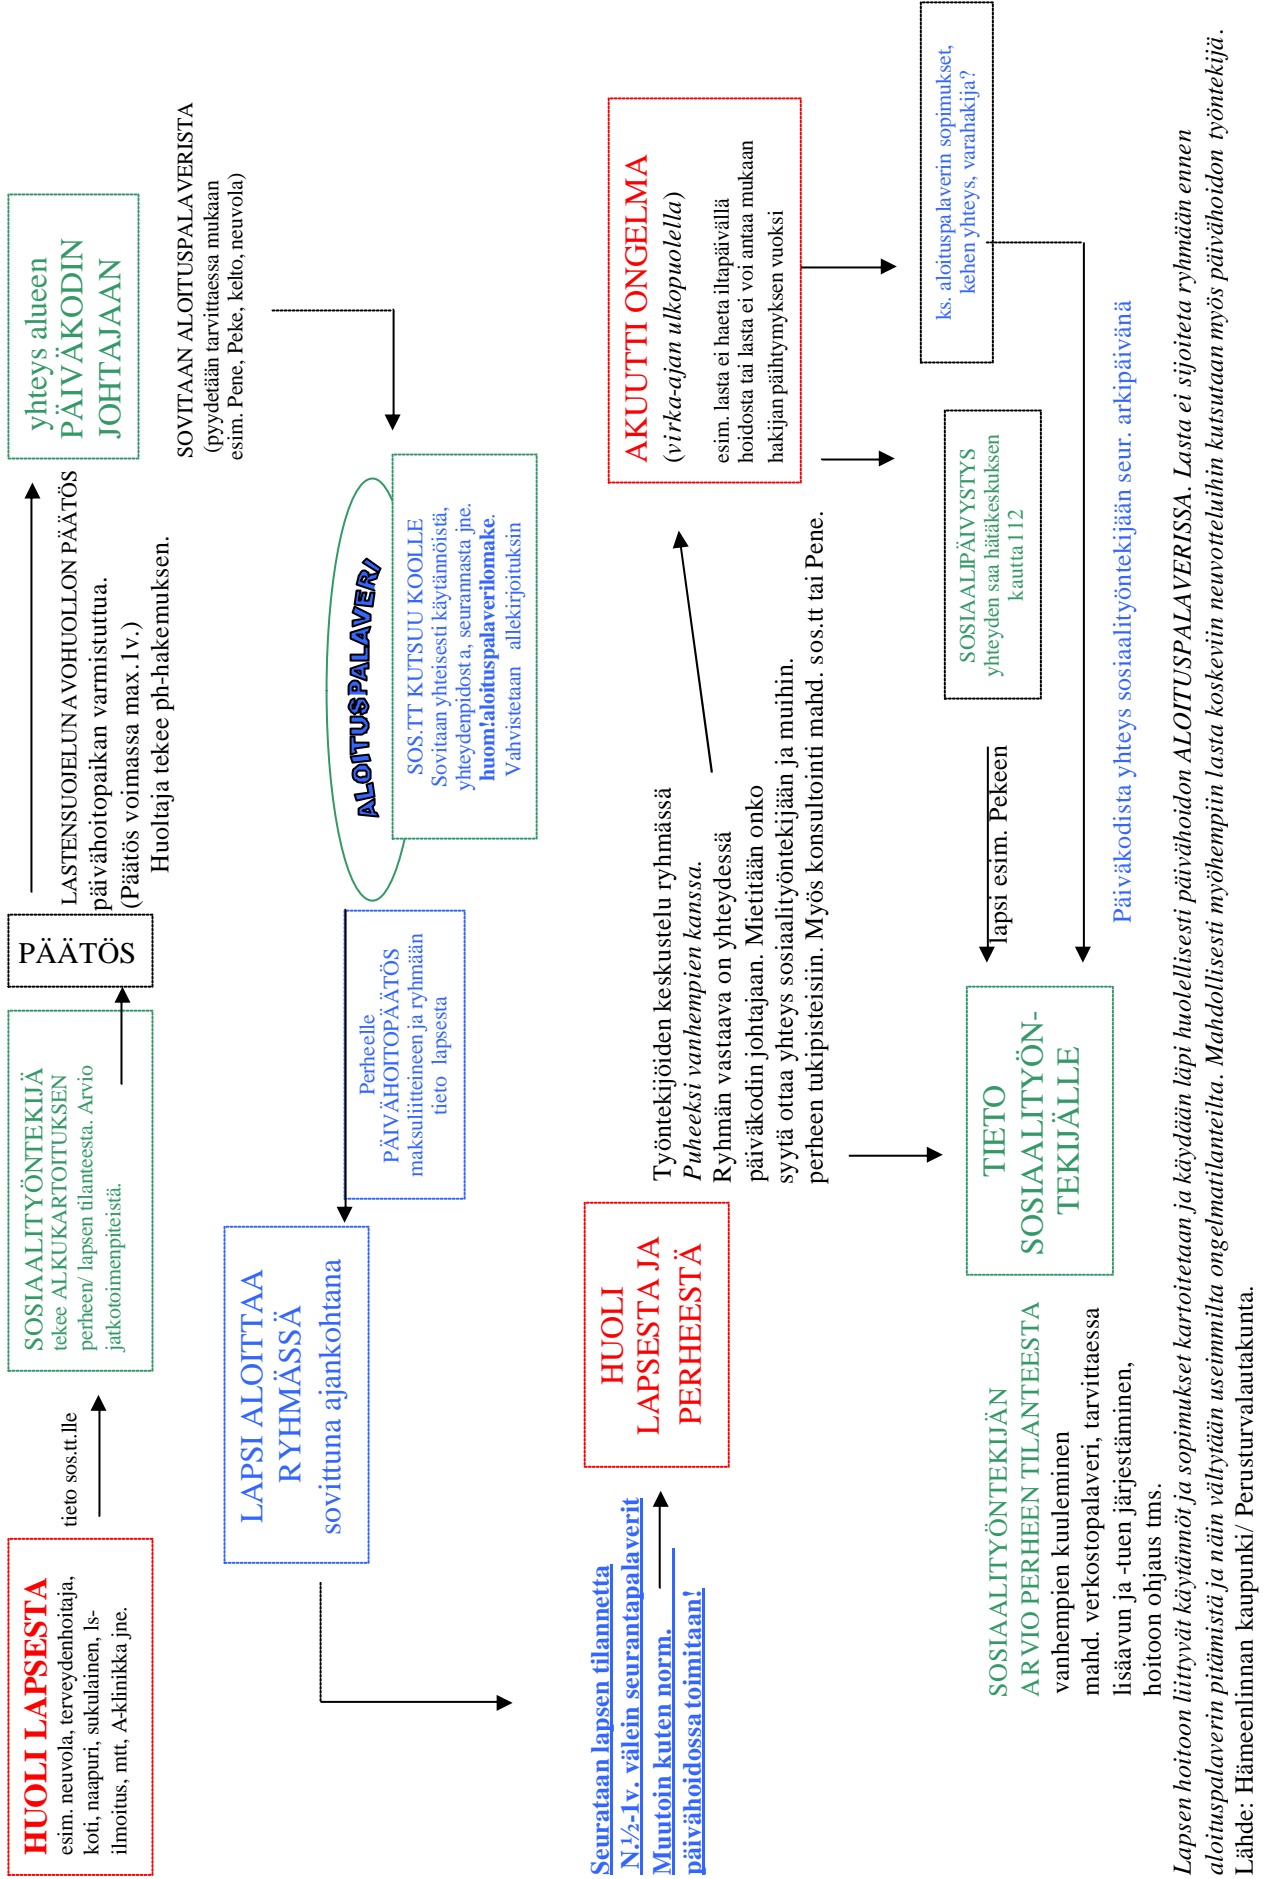 HUOLI LAPSESTA
esim. neuvola, terveydenhoitaja,
koti, naapuri, sukulainen, ls-
ilmoitus, mtt, A-klinikka jne.
tieto sos.tt.lle
SOSIAALITYÖNTEKIJÄ
tekee ALKUKARTOITUKSEN
perheen/ lapsen tilanteesta. Arvio
jatkotoimenpiteistä.
PÄÄTÖS
LASTENSUOJELUN AVOHUOLLON PÄÄTÖS
päivähoitopaikan varmistuttua.
(Päätös voimassa max.1v.)
Huoltaja tekee ph-hakemuksen.
yhteys alueen
PÄIVÄKODIN
JOHTAJAAN
SOVITAAN ALOITUSPALAVERISTA
(pyydetään tarvittaessa mukaan
esim. Pene, Peke, kelto, neuvola)
ALOITUSPALAVERI
SOS.TT KUTSUU KOOLLE
Sovitaan yhteisesti käytännöistä,
yhteydenpidosta, seurannasta jne.
huom!aloituspalaverilomake.
Vahvistetaan allekirjoituksin
Perheelle
PÄIVÄHOITOPÄÄTÖS
maksuliitteineen ja ryhmään
tieto lapsesta
LAPSI ALOITTAA
RYHMÄSSÄ
sovittuna ajankohtana
Seurataan lapsen tilannetta
N.½-1v. välein seurantapalaverit
Muutoin kuten norm.
päivähoidossa toimitaan!
HUOLI
LAPSESTA JA
PERHEESTÄ
Työntekijöiden keskustelu ryhmässä
Puheeksi vanhempien kanssa.
Ryhmän vastaava on yhteydessä
päiväkodin johtajaan. Mietitään onko
syytä ottaa yhteys sosiaalityöntekijään ja muihin
perheen tukipisteisiin. Myös konsultointi mahd. sos.tt tai Pene.
AKUUTTI ONGELMA
(virka-ajan ulkopuolella)
esim. lasta ei haeta iltapäivällä
hoidosta tai lasta ei voi antaa mukaan
hakijan päihtymyksen vuoksi
ks. aloituspalaverin sopimukset,
kehen yhteys, varahakija?
SOSIAALIPÄIVYSTYS
yhteyden saa hätäkeskuksen
kautta112
lapsi esim. Pekeen
Päiväkodista yhteys sosiaalityöntekijään seur. arkipäivänä
TIETO
SOSIAALITYÖN-
TEKIJÄLLE
SOSIAALITYÖNTEKIJÄN
ARVIO PERHEEN TILANTEESTA
vanhempien kuuleminen
mahd. verkostopalaveri, tarvittaessa
lisäavun ja -tuen järjestäminen,
hoitoon ohjaus tms.
Lapsen hoitoon liittyvät käytännöt ja sopimukset kartoitetaan ja käydään läpi huolellisesti päivähoidon ALOITUSPALAVERISSA. Lasta ei sijoiteta ryhmään ennen
aloituspalaverin pitämistä ja näin vältytään useimmilta ongelmatilanteilta. Mahdollisesti myöhempiin lasta koskeviin neuvotteluihin kutsutaan myös päivähoidon työntekijä.
Lähde: Hämeenlinnan kaupunki/ Perusturvalautakunta.